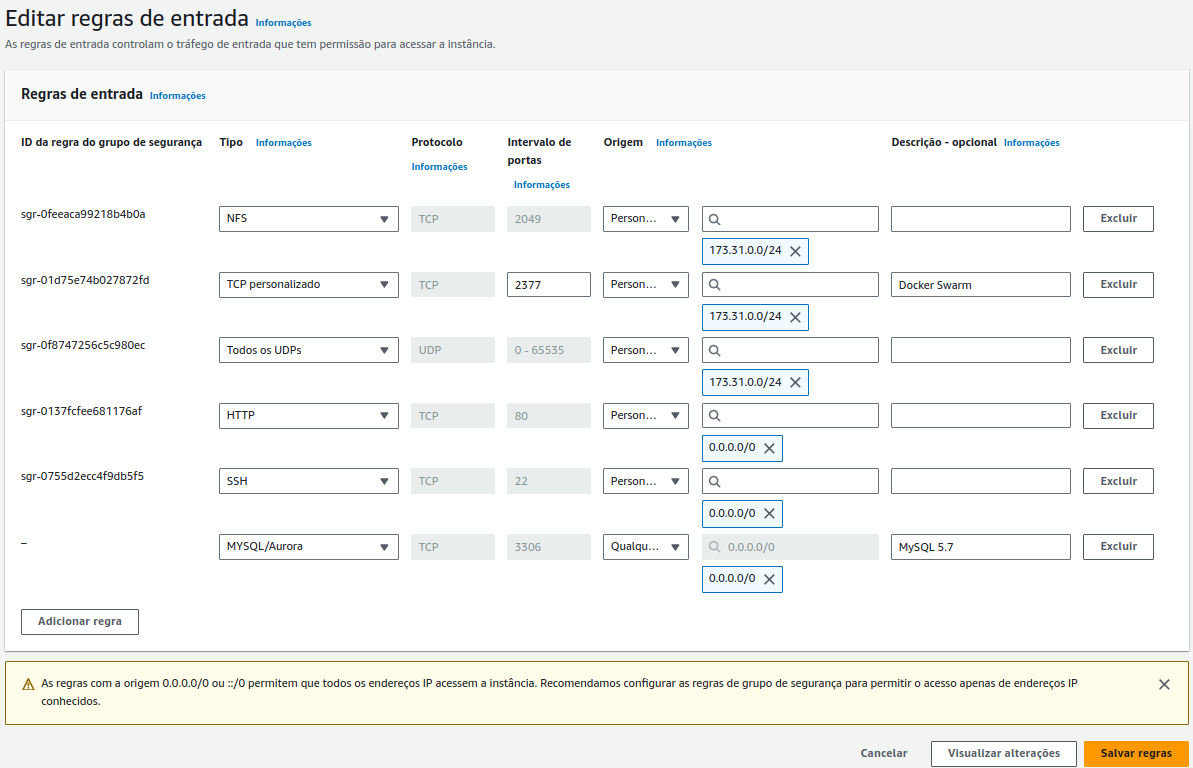 Editar regras de entrada Informações
As regras de entrada controlam o tráfego de entrada que tem permissão para acessar a instância.
Regras de entrada Informações
ID da regra do grupo de segurança Tipo Informações Protocolo Informações Intervalo de portas Informações Origem Informações Descrição - opcional Informações
sgr-0feeaca99218b4b0a NFS TCP 2049 Person... Excluir
173.31.0.0/24
sgr-01d75e74b027872fd TCP personalizado TCP 2377 Person... Docker Swarm Excluir
173.31.0.0/24
sgr-0f8747256c5c980ec Todos os UDPs UDP 0 - 65535 Person... Excluir
173.31.0.0/24
sgr-0137fcfee681176af HTTP TCP 80 Person... Excluir
0.0.0.0/0
sgr-0755d2ecc4f9db5f5 SSH TCP 22 Person... Excluir
0.0.0.0/0
– MYSQL/Aurora TCP 3306 Qualqu... 0.0.0.0/0 MySQL 5.7 Excluir
0.0.0.0/0
Adicionar regra
As regras com a origem 0.0.0.0/0 ou ::/0 permitem que todos os endereços IP acessem a instância. Recomendamos configurar as regras de grupo de segurança para permitir o acesso apenas de endereços IP
conhecidos.
Cancelar Visualizar alterações Salvar regras